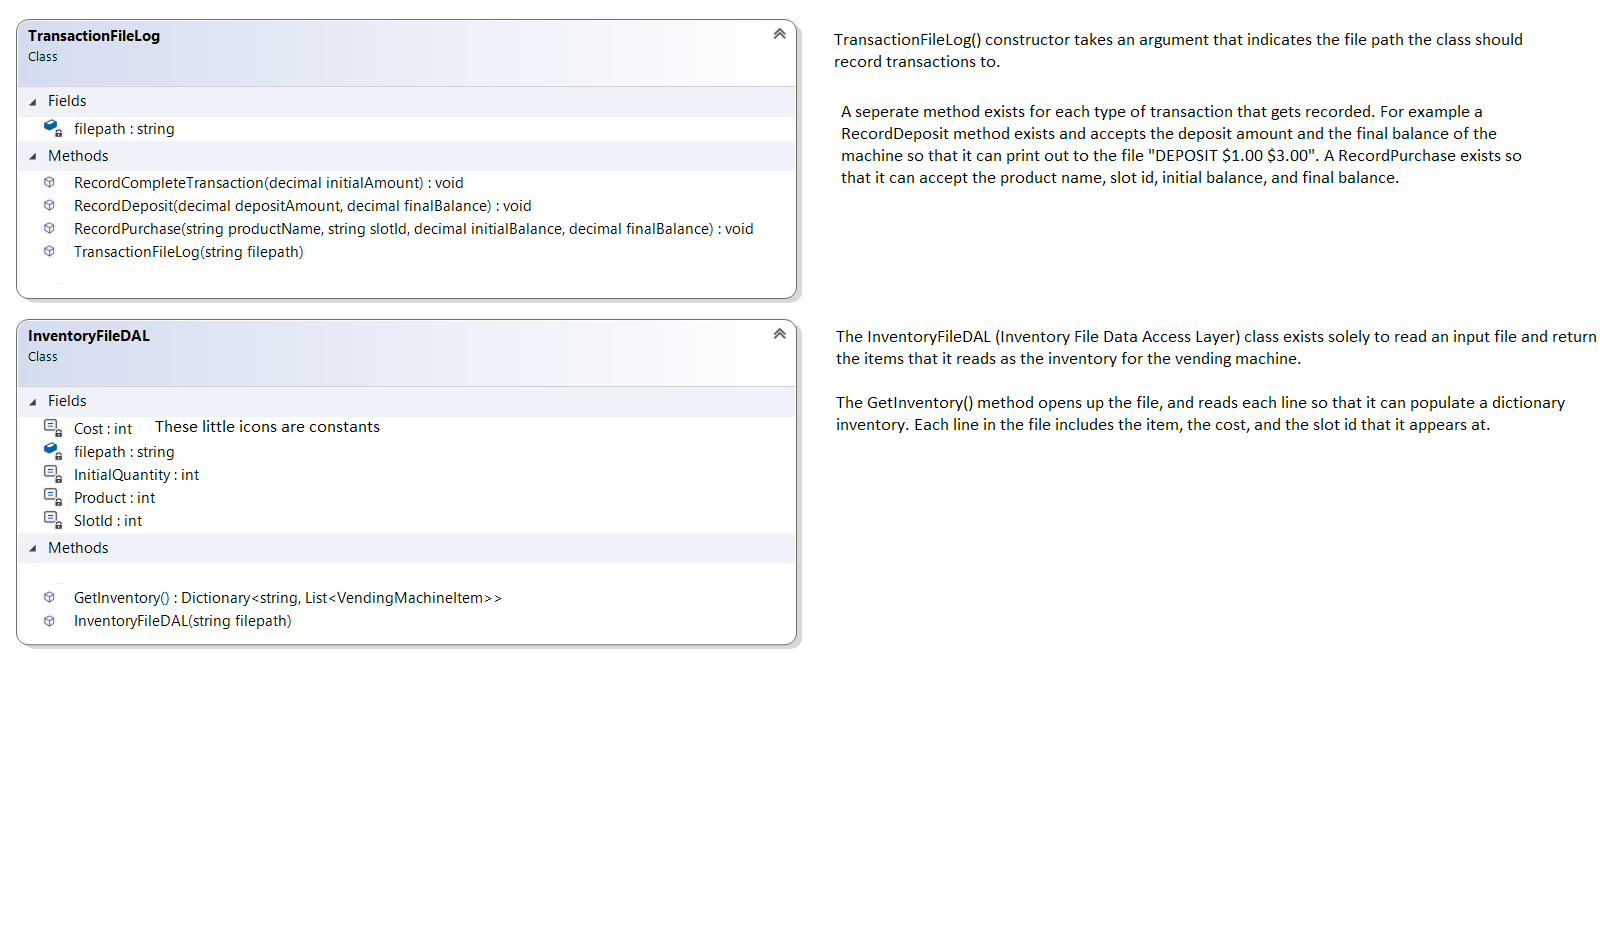 TransactionFileLog
Class
Fields
filepath : string
Methods
RecordCompleteTransaction(decimal initialAmount) : void
RecordDeposit(decimal depositAmount, decimal finalBalance) : void
RecordPurchase(string productName, string slotId, decimal initialBalance, decimal finalBalance) : void
TransactionFileLog(string filepath)
TransactionFileLog() constructor takes an argument that indicates the file path the class should
record transactions to.
A seperate method exists for each type of transaction that gets recorded. For example a
RecordDeposit method exists and accepts the deposit amount and the final balance of the
machine so that it can print out to the file "DEPOSIT $1.00 $3.00". A RecordPurchase exists so
that it can accept the product name, slot id, initial balance, and final balance.
InventoryFileDAL
Class
Fields
Cost : int These little icons are constants
filepath : string
InitialQuantity : int
Product : int
SlotId : int
Methods
GetInventory() : Dictionary<string, List<VendingMachineItem>>
InventoryFileDAL(string filepath)
The InventoryFileDAL (Inventory File Data Access Layer) class exists solely to read an input file and return
the items that it reads as the inventory for the vending machine.
The GetInventory() method opens up the file, and reads each line so that it can populate a dictionary
inventory. Each line in the file includes the item, the cost, and the slot id that it appears at.